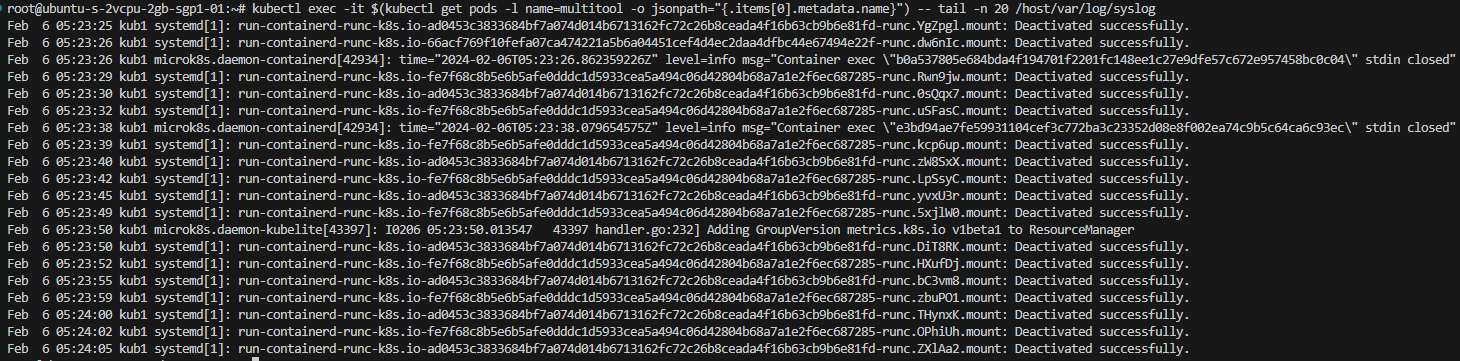 root@ubuntu-s-2vcpu-2gb-sgp1-01:~# kubectl exec -it $(kubectl get pods -l name=multitool -o jsonpath="{.items[0].metadata.name}") -- tail -n 20 /host/var/log/syslog
Feb  6 05:23:25 kub1 systemd[1]: run-containerd-runc-k8s.io-ad0453c3833684bf7a074d014b6713162fc72c26b8ceada4f16b63cb9b6e81fd-runc.YgZpgl.mount: Deactivated successfully.
Feb  6 05:23:26 kub1 systemd[1]: run-containerd-runc-k8s.io-66acf769f10fefa07ca474221a5b6a04451cef4d4ec2daa4dfbc44e67494e22f-runc.dw6nIc.mount: Deactivated successfully.
Feb  6 05:23:26 kub1 microk8s.daemon-containerd[42934]: time="2024-02-06T05:23:26.862359226Z" level=info msg="Container exec \"b0a537805e684bda4f194701f2201fc148ee1c27e9dfe57c672e957458bc0c04\" stdin closed"
Feb  6 05:23:29 kub1 systemd[1]: run-containerd-runc-k8s.io-fe7f68c8b5e6b5afe0dddc1d5933cea5a494c06d42804b68a7a1e2f6ec687285-runc.Rwn9jw.mount: Deactivated successfully.
Feb  6 05:23:30 kub1 systemd[1]: run-containerd-runc-k8s.io-ad0453c3833684bf7a074d014b6713162fc72c26b8ceada4f16b63cb9b6e81fd-runc.0sQqx7.mount: Deactivated successfully.
Feb  6 05:23:32 kub1 systemd[1]: run-containerd-runc-k8s.io-fe7f68c8b5e6b5afe0dddc1d5933cea5a494c06d42804b68a7a1e2f6ec687285-runc.uSFasC.mount: Deactivated successfully.
Feb  6 05:23:38 kub1 microk8s.daemon-containerd[42934]: time="2024-02-06T05:23:38.079654575Z" level=info msg="Container exec \"e3bd94ae7fe59931104cef3c772ba3c23352d08e8f002ea74c9b5c64ca6c93ec\" stdin closed"
Feb  6 05:23:39 kub1 systemd[1]: run-containerd-runc-k8s.io-fe7f68c8b5e6b5afe0dddc1d5933cea5a494c06d42804b68a7a1e2f6ec687285-runc.kcp6up.mount: Deactivated successfully.
Feb  6 05:23:40 kub1 systemd[1]: run-containerd-runc-k8s.io-ad0453c3833684bf7a074d014b6713162fc72c26b8ceada4f16b63cb9b6e81fd-runc.zW8SxX.mount: Deactivated successfully.
Feb  6 05:23:42 kub1 systemd[1]: run-containerd-runc-k8s.io-fe7f68c8b5e6b5afe0dddc1d5933cea5a494c06d42804b68a7a1e2f6ec687285-runc.LpSsyC.mount: Deactivated successfully.
Feb  6 05:23:45 kub1 systemd[1]: run-containerd-runc-k8s.io-ad0453c3833684bf7a074d014b6713162fc72c26b8ceada4f16b63cb9b6e81fd-runc.yvxU3r.mount: Deactivated successfully.
Feb  6 05:23:49 kub1 systemd[1]: run-containerd-runc-k8s.io-fe7f68c8b5e6b5afe0dddc1d5933cea5a494c06d42804b68a7a1e2f6ec687285-runc.5xjlW0.mount: Deactivated successfully.
Feb  6 05:23:50 kub1 microk8s.daemon-kubelite[43397]: I0206 05:23:50.013547   43397 handler.go:232] Adding GroupVersion metrics.k8s.io v1beta1 to ResourceManager
Feb  6 05:23:50 kub1 systemd[1]: run-containerd-runc-k8s.io-ad0453c3833684bf7a074d014b6713162fc72c26b8ceada4f16b63cb9b6e81fd-runc.DiT8RK.mount: Deactivated successfully.
Feb  6 05:23:52 kub1 systemd[1]: run-containerd-runc-k8s.io-fe7f68c8b5e6b5afe0dddc1d5933cea5a494c06d42804b68a7a1e2f6ec687285-runc.HXufDj.mount: Deactivated successfully.
Feb  6 05:23:55 kub1 systemd[1]: run-containerd-runc-k8s.io-ad0453c3833684bf7a074d014b6713162fc72c26b8ceada4f16b63cb9b6e81fd-runc.bC3vm8.mount: Deactivated successfully.
Feb  6 05:23:59 kub1 systemd[1]: run-containerd-runc-k8s.io-fe7f68c8b5e6b5afe0dddc1d5933cea5a494c06d42804b68a7a1e2f6ec687285-runc.zbuPO1.mount: Deactivated successfully.
Feb  6 05:24:00 kub1 systemd[1]: run-containerd-runc-k8s.io-ad0453c3833684bf7a074d014b6713162fc72c26b8ceada4f16b63cb9b6e81fd-runc.THynxK.mount: Deactivated successfully.
Feb  6 05:24:02 kub1 systemd[1]: run-containerd-runc-k8s.io-fe7f68c8b5e6b5afe0dddc1d5933cea5a494c06d42804b68a7a1e2f6ec687285-runc.OPhiUh.mount: Deactivated successfully.
Feb  6 05:24:05 kub1 systemd[1]: run-containerd-runc-k8s.io-ad0453c3833684bf7a074d014b6713162fc72c26b8ceada4f16b63cb9b6e81fd-runc.ZXlAa2.mount: Deactivated successfully.